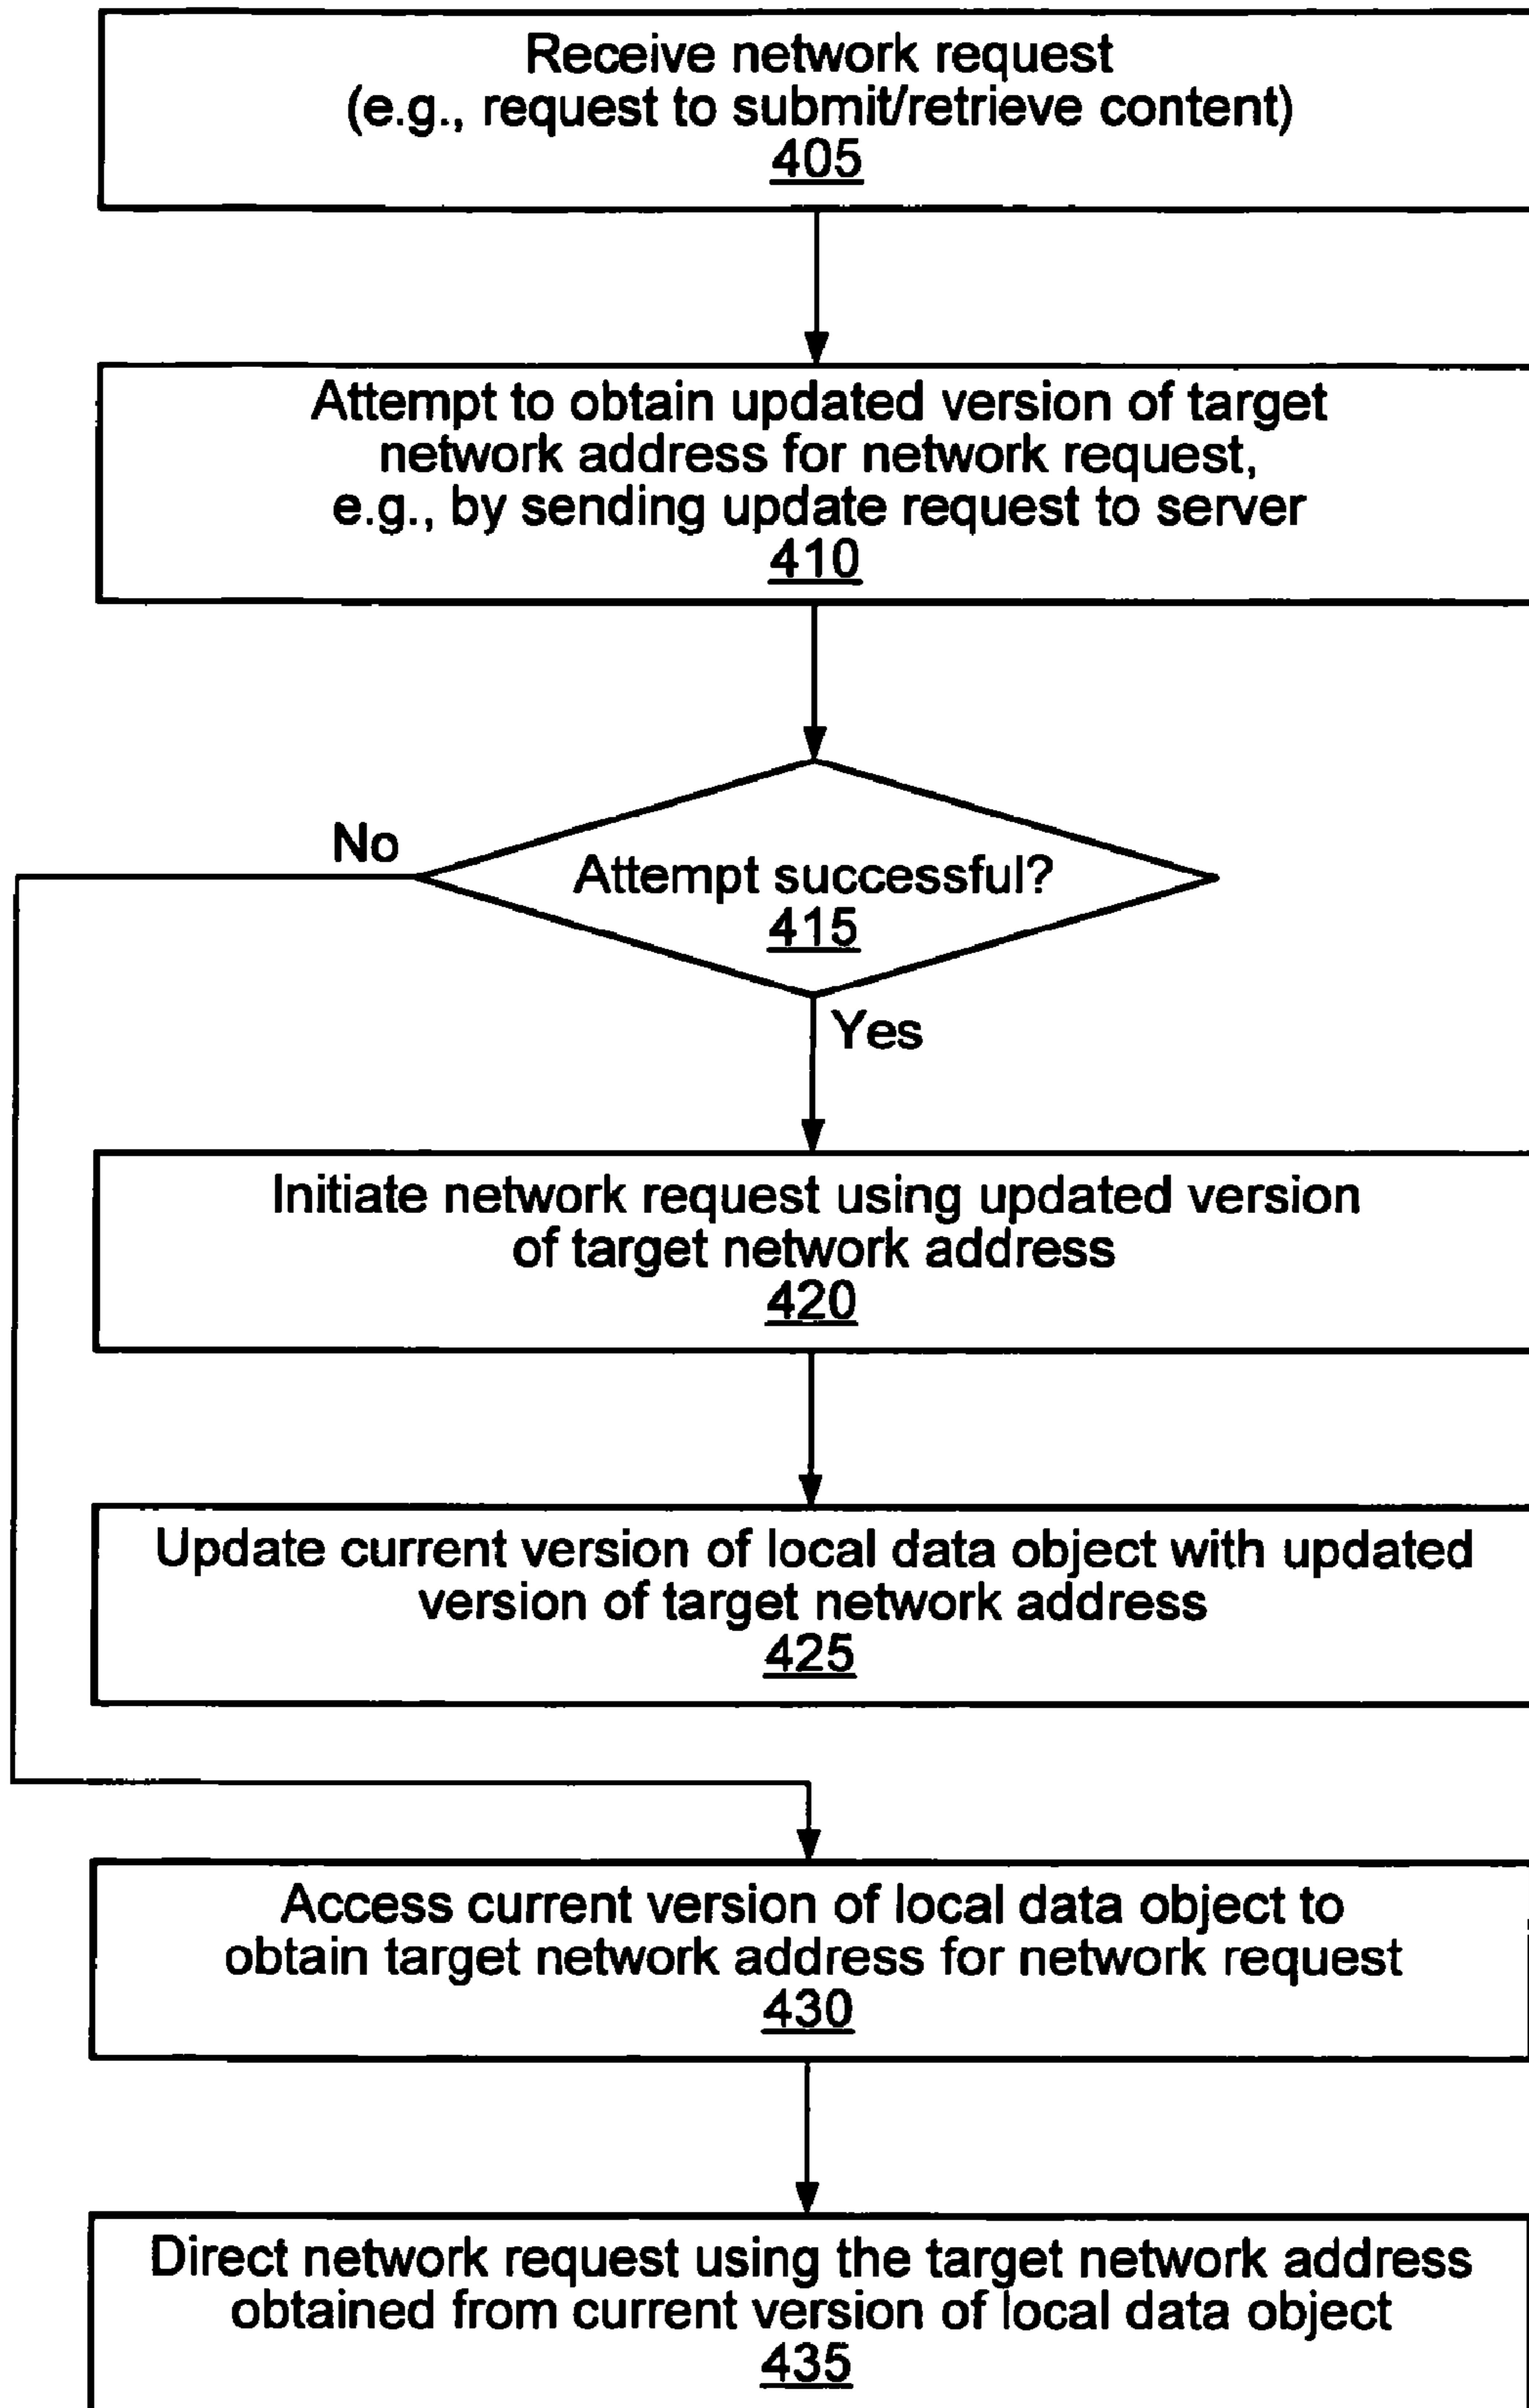 Receive network request
(e.g., request to submit/retrieve content)
405
Attempt to obtain updated version of target
network address for network request,
e.g., by sending update request to server
410
No
Attempt successful?
415
Yes
Initiate network request using updated version
of target network address
420
Update current version of local data object with updated
version of target network address
425
Access current version of local data object to
obtain target network address for network request
430
Direct network request using the target network address
obtained from current version of local data object
435